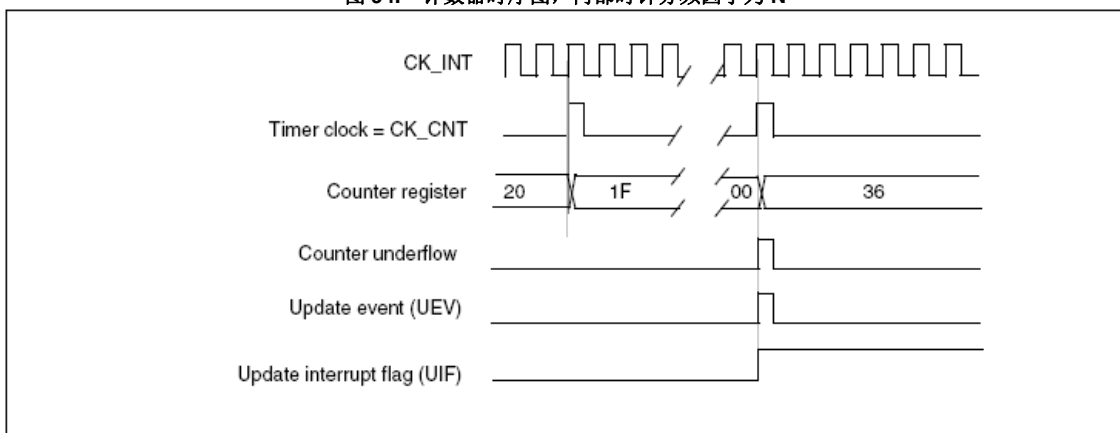 CK_INT
Timer clock = CK_CNT
Counter register 20 1F 00 36
Counter underflow
Update event (UEV)
Update interrupt flag (UIF)